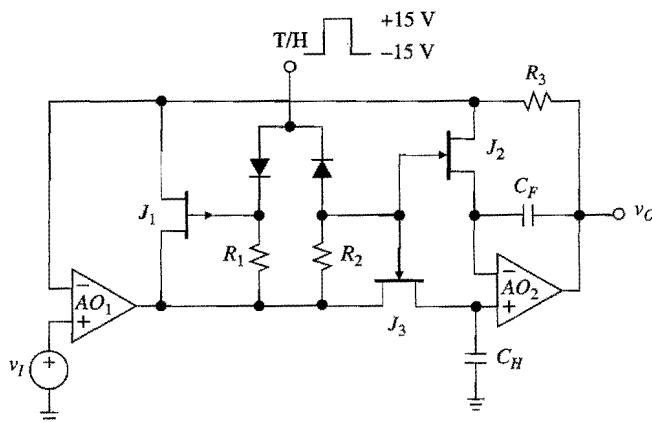 +15 V
T/H
–15 V
R3
J2
J1
CF
vO
R1
R2
AO1
–
+
AO2
–
+
J3
vI
+
CH